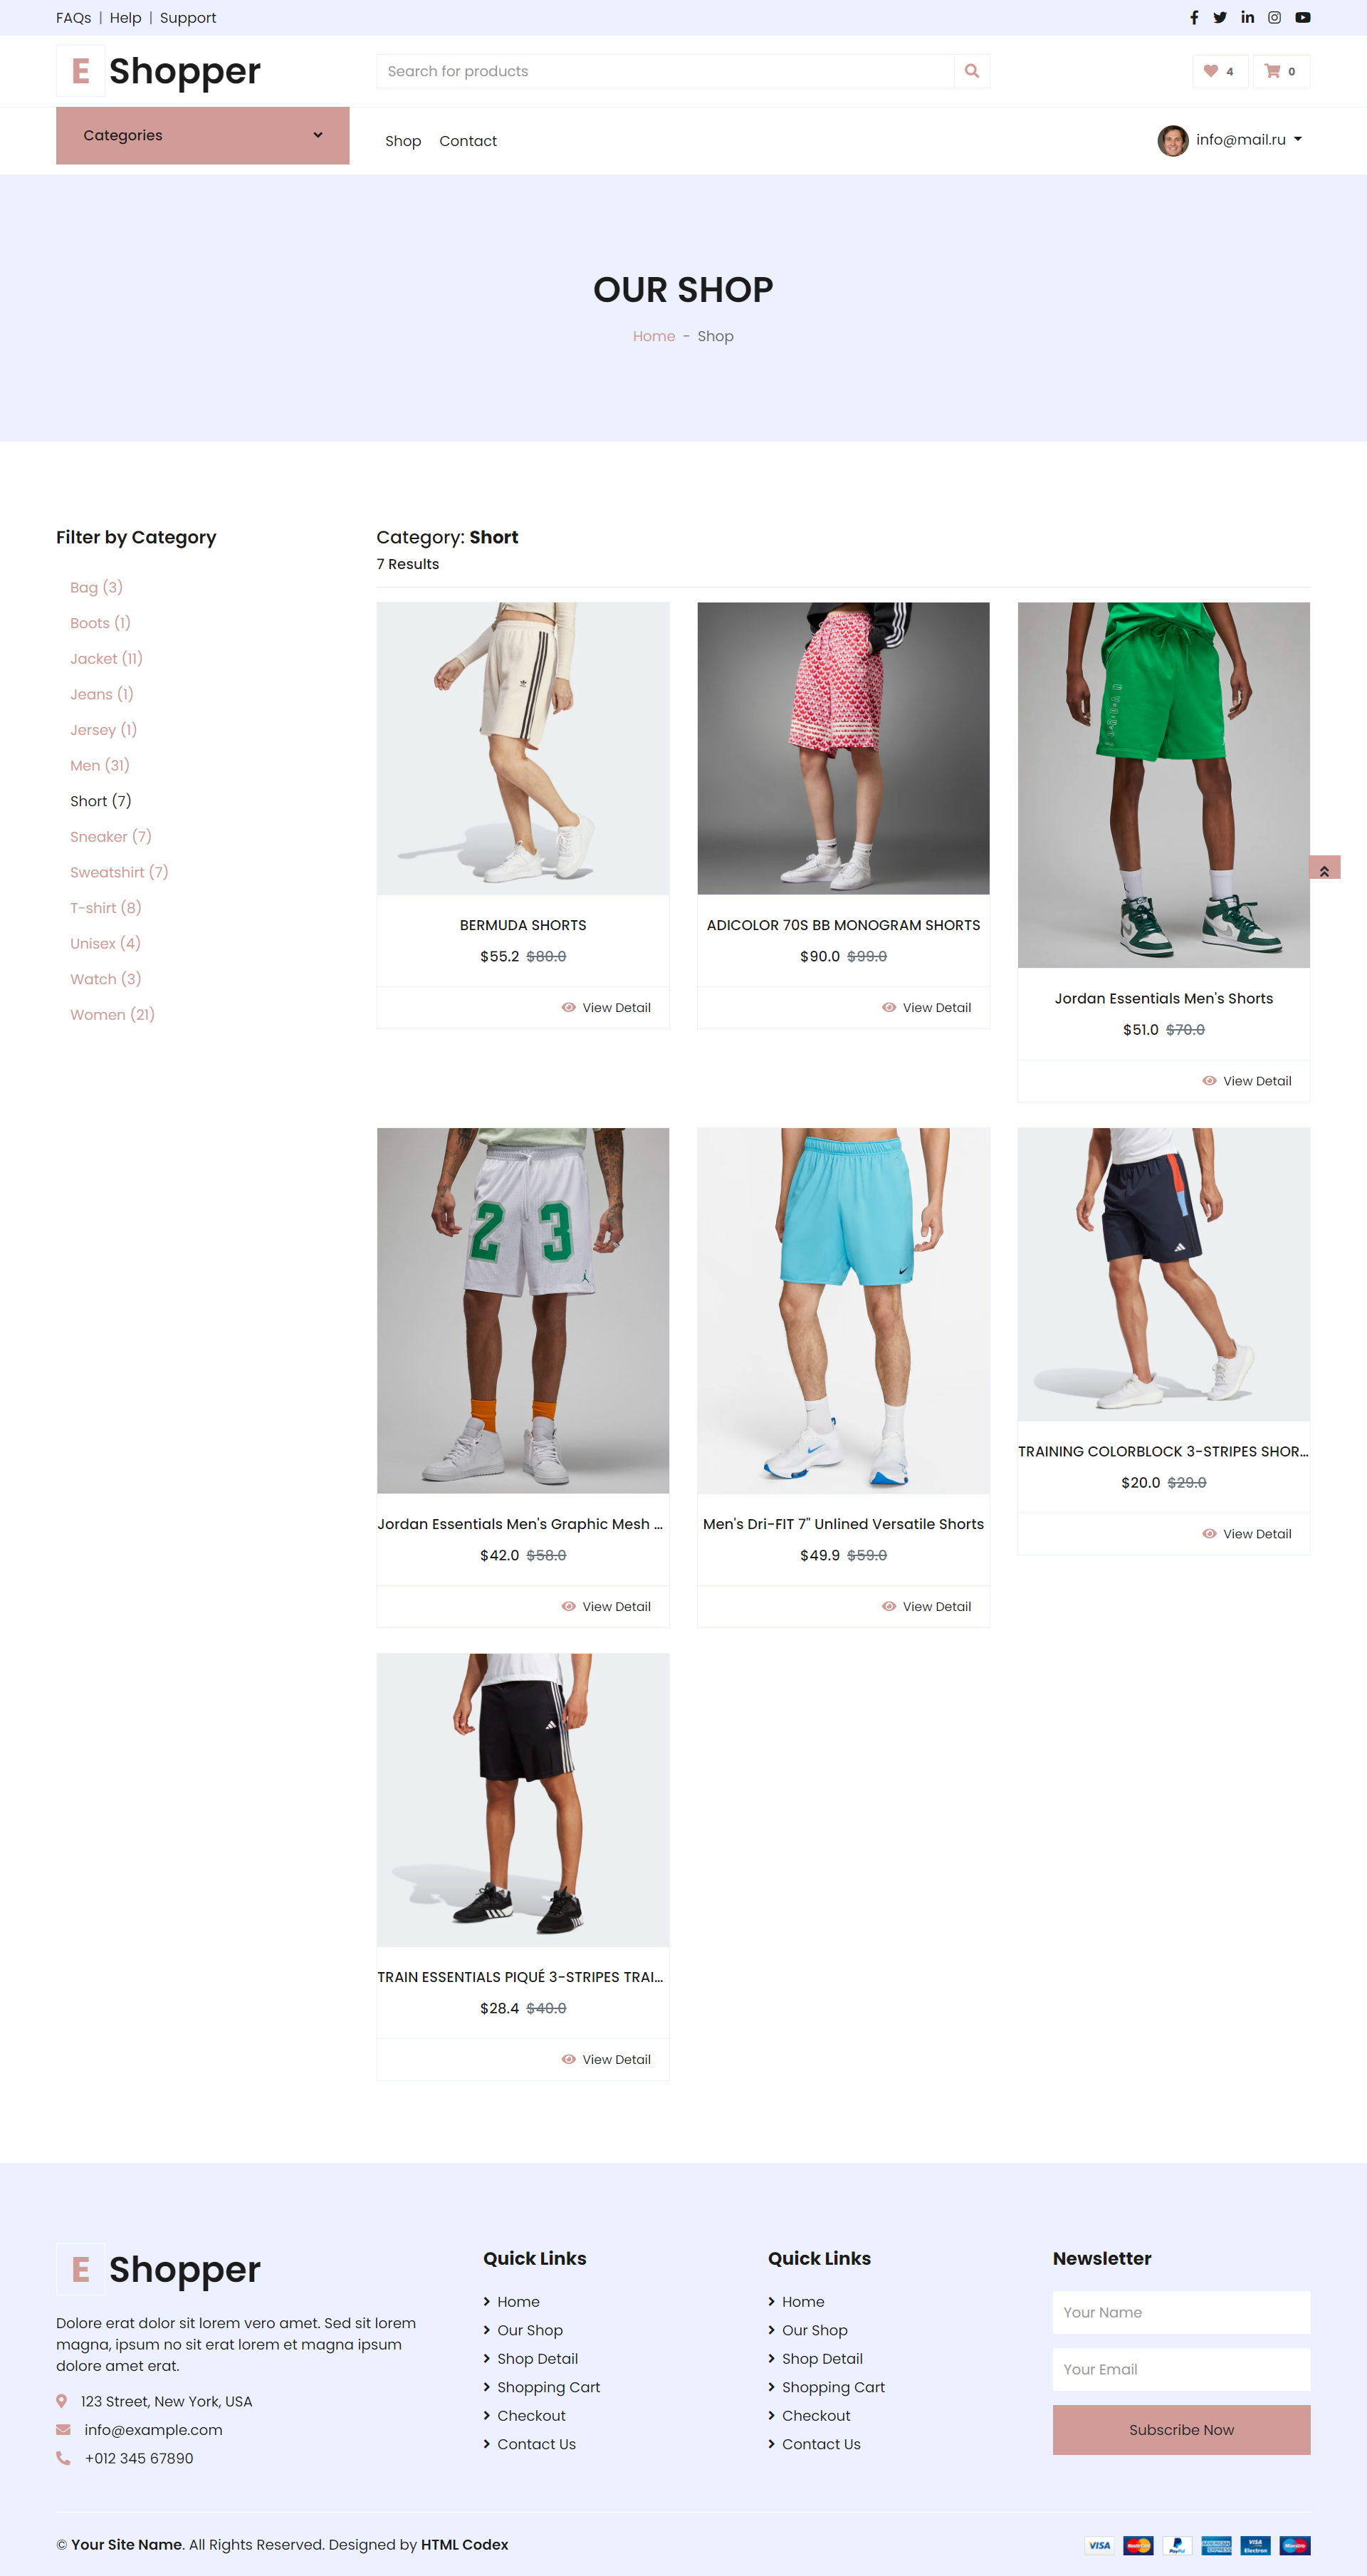 FAQs | Help | Support
E Shopper
Search for products
4
0
Categories
Shop
Contact
info@mail.ru
OUR SHOP
Home - Shop
Filter by Category
Bag (3)
Boots (1)
Jacket (11)
Jeans (1)
Jersey (1)
Men (31)
Short (7)
Sneaker (7)
Sweatshirt (7)
T-shirt (8)
Unisex (4)
Watch (3)
Women (21)
Category: Short
7 Results
BERMUDA SHORTS
$55.2 $80.0
View Detail
ADICOLOR 70S BB MONOGRAM SHORTS
$90.0 $99.0
View Detail
Jordan Essentials Men's Shorts
$51.0 $70.0
View Detail
23
Jordan Essentials Men's Graphic Mesh ...
$42.0 $58.0
View Detail
Men's Dri-FIT 7" Unlined Versatile Shorts
$49.9 $59.0
View Detail
TRAINING COLORBLOCK 3-STRIPES SHOR...
$20.0 $29.0
View Detail
TRAIN ESSENTIALS PIQUÉ 3-STRIPES TRAI...
$28.4 $40.0
View Detail
E Shopper
Dolore erat dolor sit lorem vero amet. Sed sit lorem
magna, ipsum no sit erat lorem et magna ipsum
dolore amet erat.
123 Street, New York, USA
info@example.com
+012 345 67890
Quick Links
Home
Our Shop
Shop Detail
Shopping Cart
Checkout
Contact Us
Quick Links
Home
Our Shop
Shop Detail
Shopping Cart
Checkout
Contact Us
Newsletter
Your Name
Your Email
Subscribe Now
© Your Site Name. All Rights Reserved. Designed by HTML Codex
VISA
MasterCard
PayPal
AMERICAN EXPRESS
VISA Electron
Maestro